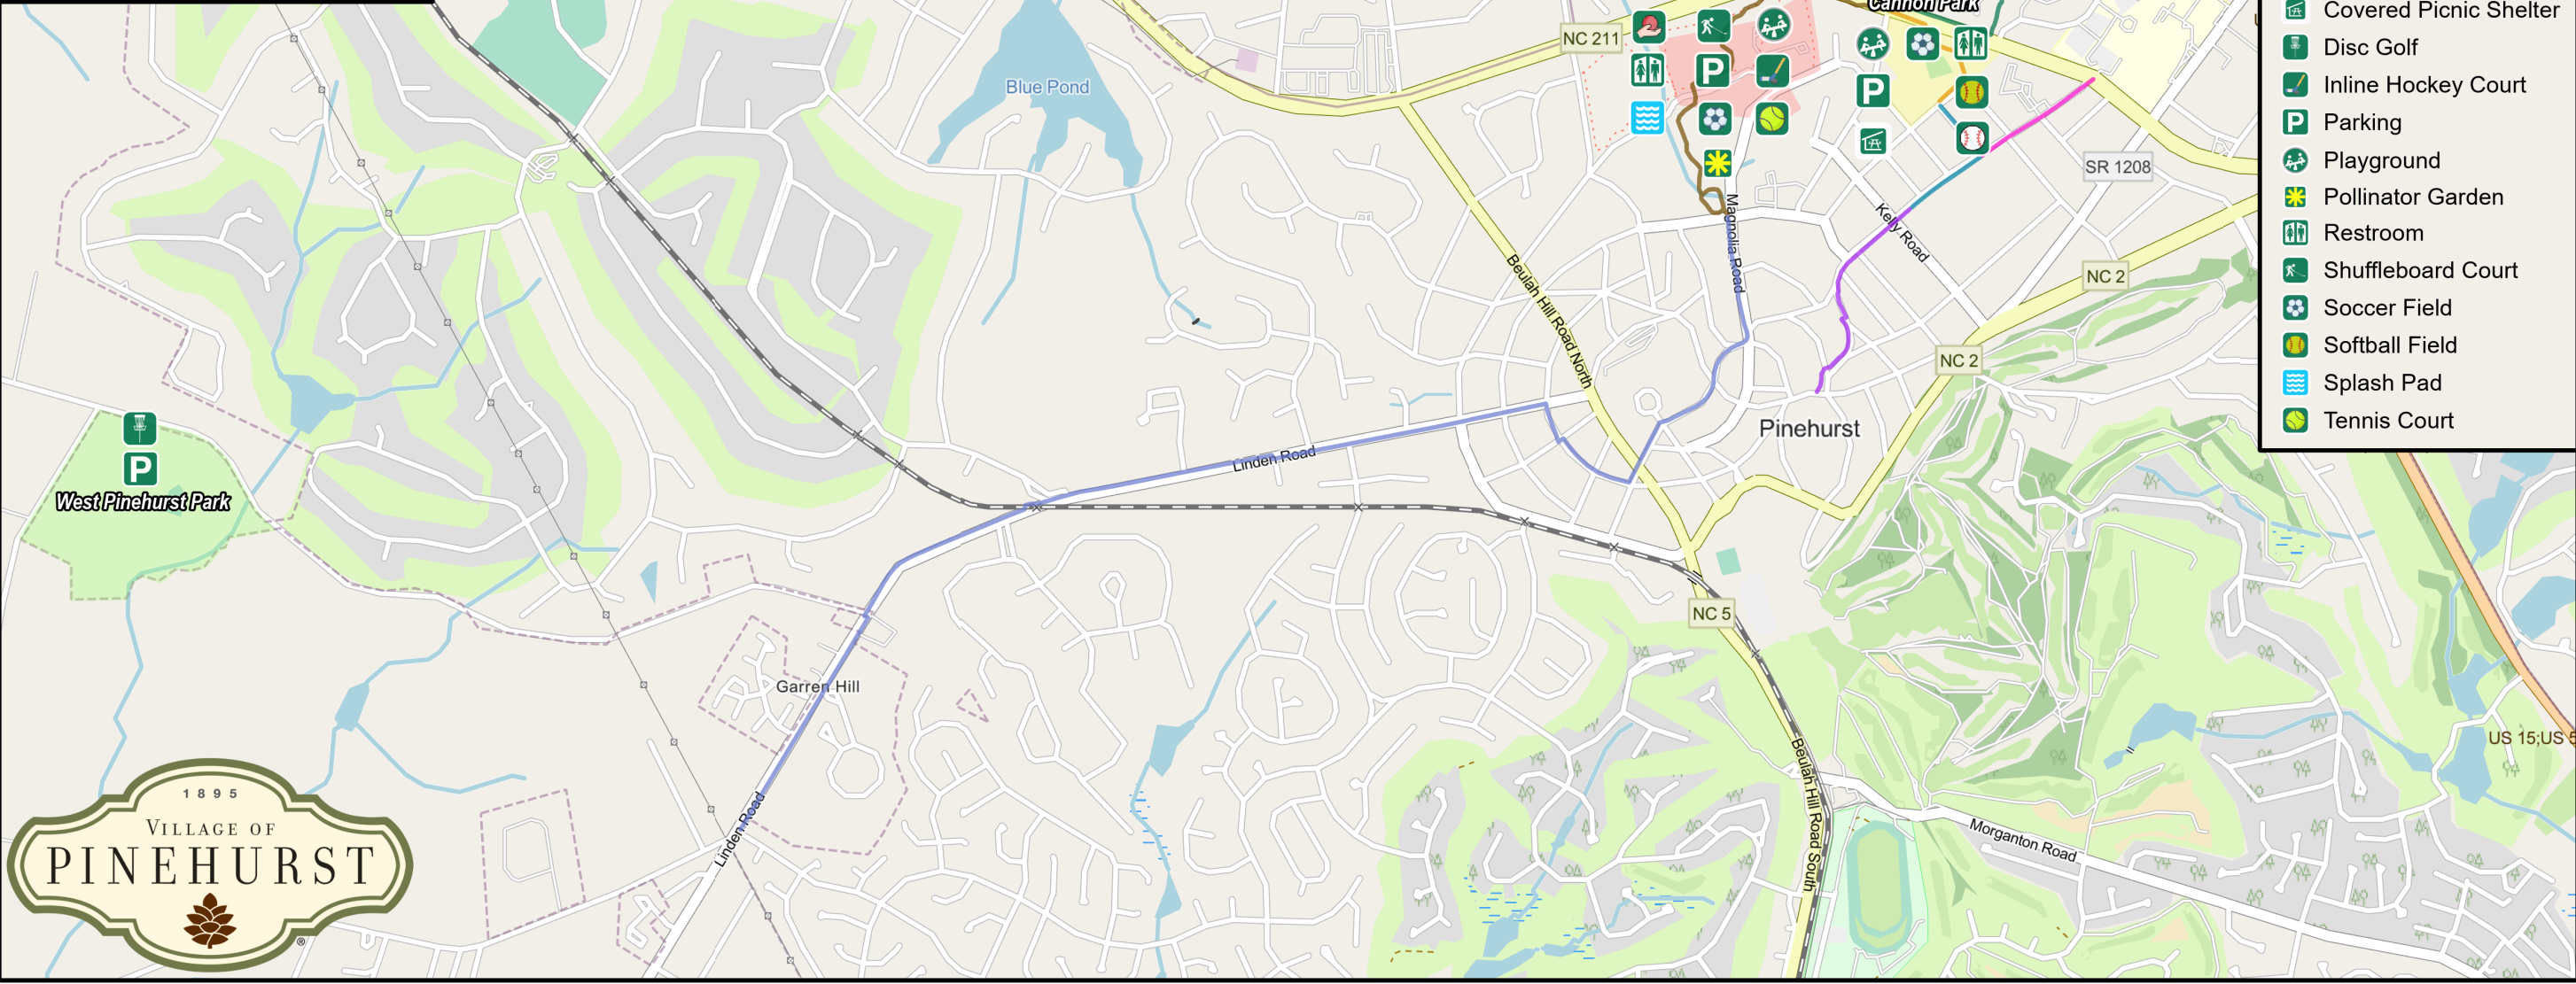 Cannon Park
Covered Picnic Shelter
Disc Golf
Inline Hockey Court
Parking
Playground
Pollinator Garden
Restroom
Shuffleboard Court
Soccer Field
Softball Field
Splash Pad
Tennis Court
NC 211
Blue Pond
P
P
SR 1208
Magnolia Road
Kelly Road
NC 2
Beulah Hill Road North
NC 2
Pinehurst
Linden Road
P
West Pinehurst Park
NC 5
Garren Hill
US 15;US 5
Beulah Hill Road South
Linden Road
Morganton Road
P
1895
VILLAGE OF
PINEHURST
®